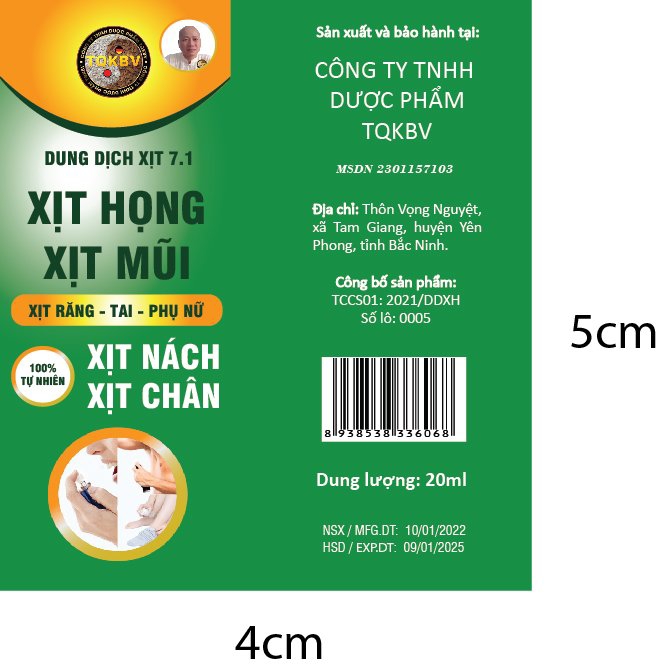 TQKBV
DUNG DỊCH XỊT 7.1
XỊT HỌNG
XỊT MŨI
XỊT RĂNG - TAI - PHỤ NỮ
100%
TỰ NHIÊN
XỊT NÁCH
XỊT CHÂN
Sản xuất và bảo hành tại:
CÔNG TY TNHH
DƯỢC PHẨM
TQKBV
MSDN 2301157103
Địa chỉ: Thôn Vọng Nguyệt,
xã Tam Giang, huyện Yên
Phong, tỉnh Bắc Ninh.
Công bố sản phẩm:
TCCS01: 2021/DDXH
Số lô: 0005
8 938538 336068
Dung lượng: 20ml
NSX / MFG.DT: 10/01/2022
HSD / EXP.DT: 09/01/2025
5cm
4cm